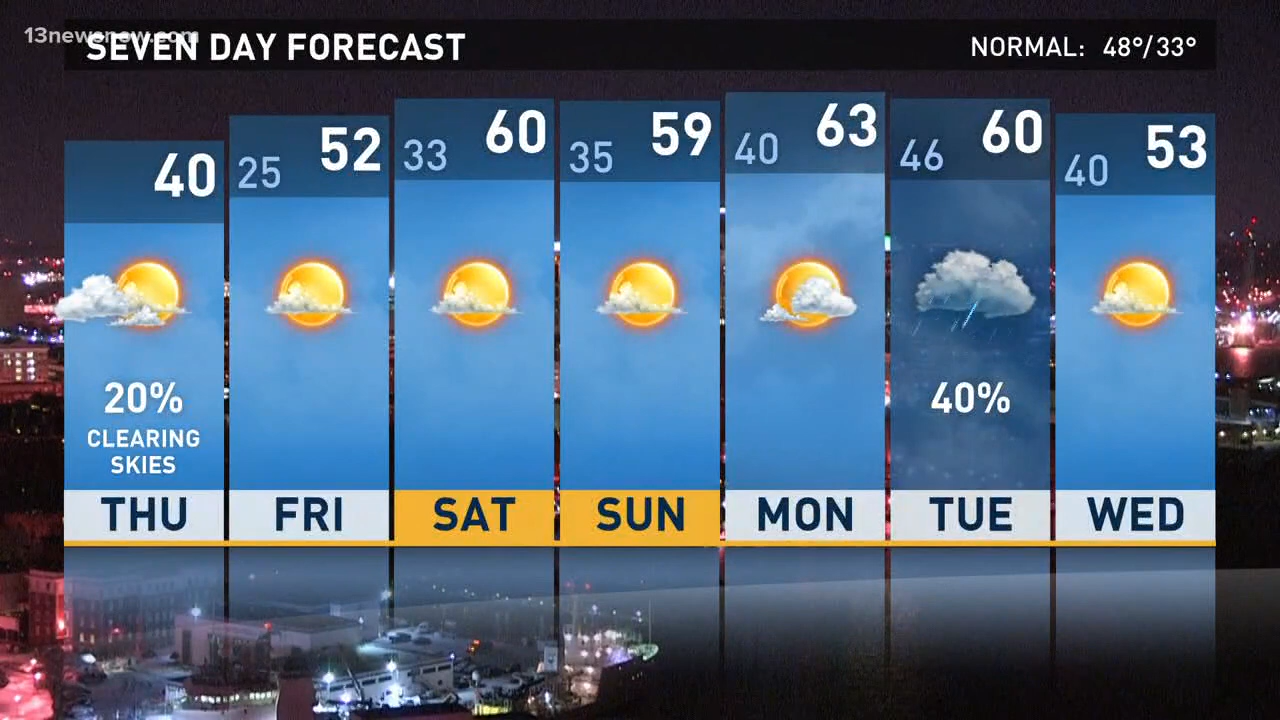 13newsnow.com
SEVEN DAY FORECAST
NORMAL: 48°/33°
40
25 52
33 60
35 59
40 63
46 60
40 53
20%
CLEARING
SKIES
40%
THU FRI SAT SUN MON TUE WED